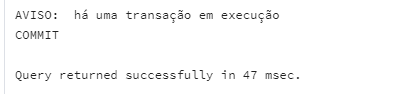 AVISO:  há uma transação em execução
COMMIT
Query returned successfully in 47 msec.